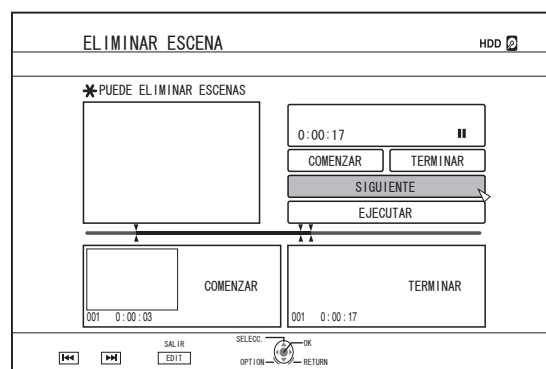 ELIMINAR ESCENA
HDD
PUEDE ELIMINAR ESCENAS
0:00:17
COMENZAR
TERMINAR
SIGUIENTE
EJECUTAR
COMENZAR
001 0:00:03
TERMINAR
001 0:00:17
SALIR
EDIT
SELECC.
OK
OPTION
RETURN